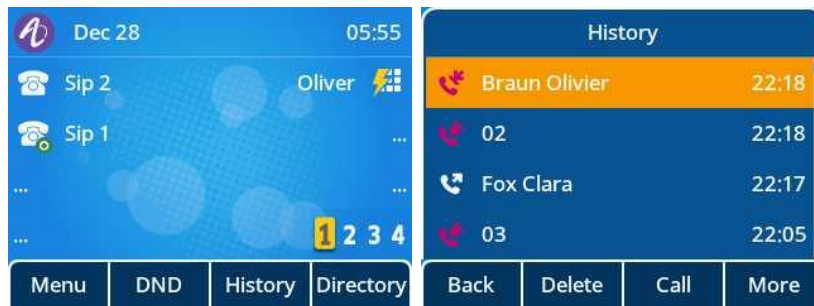 Dec 28 05:55
Sip 2 Oliver
Sip 1 ...
... ...
... 1 2 3 4
Menu DND History Directory
History
Braun Olivier 22:18
02 22:18
Fox Clara 22:17
03 22:05
Back Delete Call More